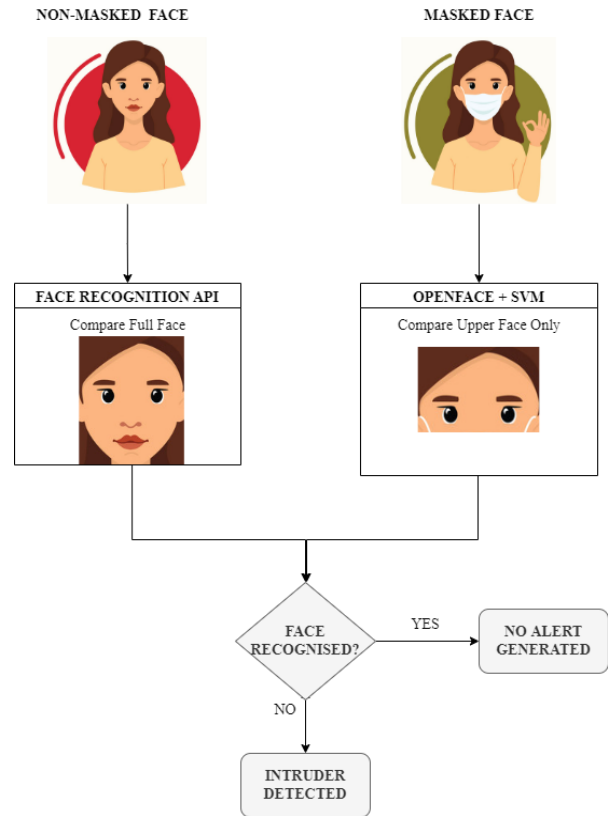 NON-MASKED FACE
MASKED FACE
FACE RECOGNITION API
Compare Full Face
OPENFACE + SVM
Compare Upper Face Only
FACE
RECOGNISED?
YES
NO ALERT
GENERATED
NO
INTRUDER
DETECTED